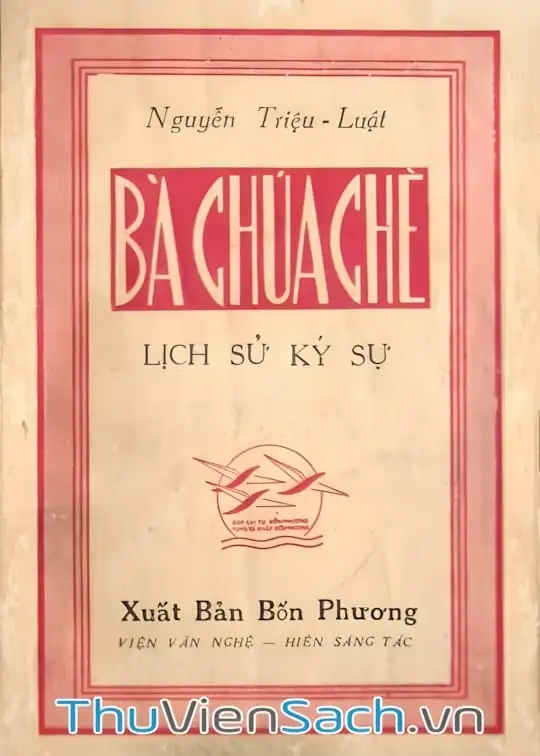 Nguyễn Triệu - Luật
BÀ CHÚA CHÈ
LỊCH SỬ KÝ SỰ
Xuất Bản Bốn Phương
VIỆN VĂN NGHỆ — HIÊN SÁNG TÁC
ThuVienSach.vn